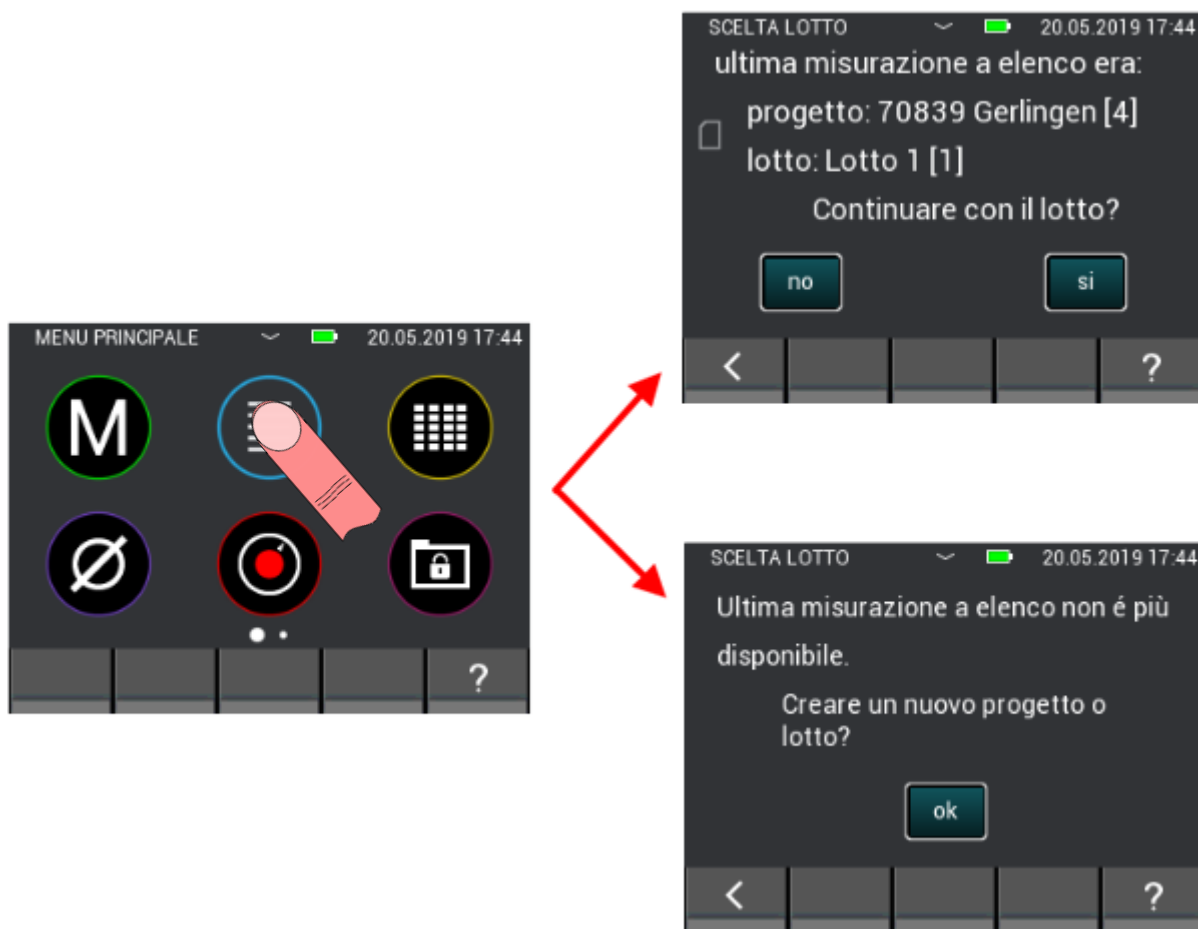 SCELTA LOTTO 20.05.2019 17:44
ultima misurazione a elenco era:
progetto: 70839 Gerlingen [4]
lotto: Lotto 1 [1]
Continuare con il lotto?
no si
< ?
MENU PRINCIPALE 20.05.2019 17:44
M
?
SCELTA LOTTO 20.05.2019 17:44
Ultima misurazione a elenco non é più
disponibile.
Creare un nuovo progetto o
lotto?
ok
< ?